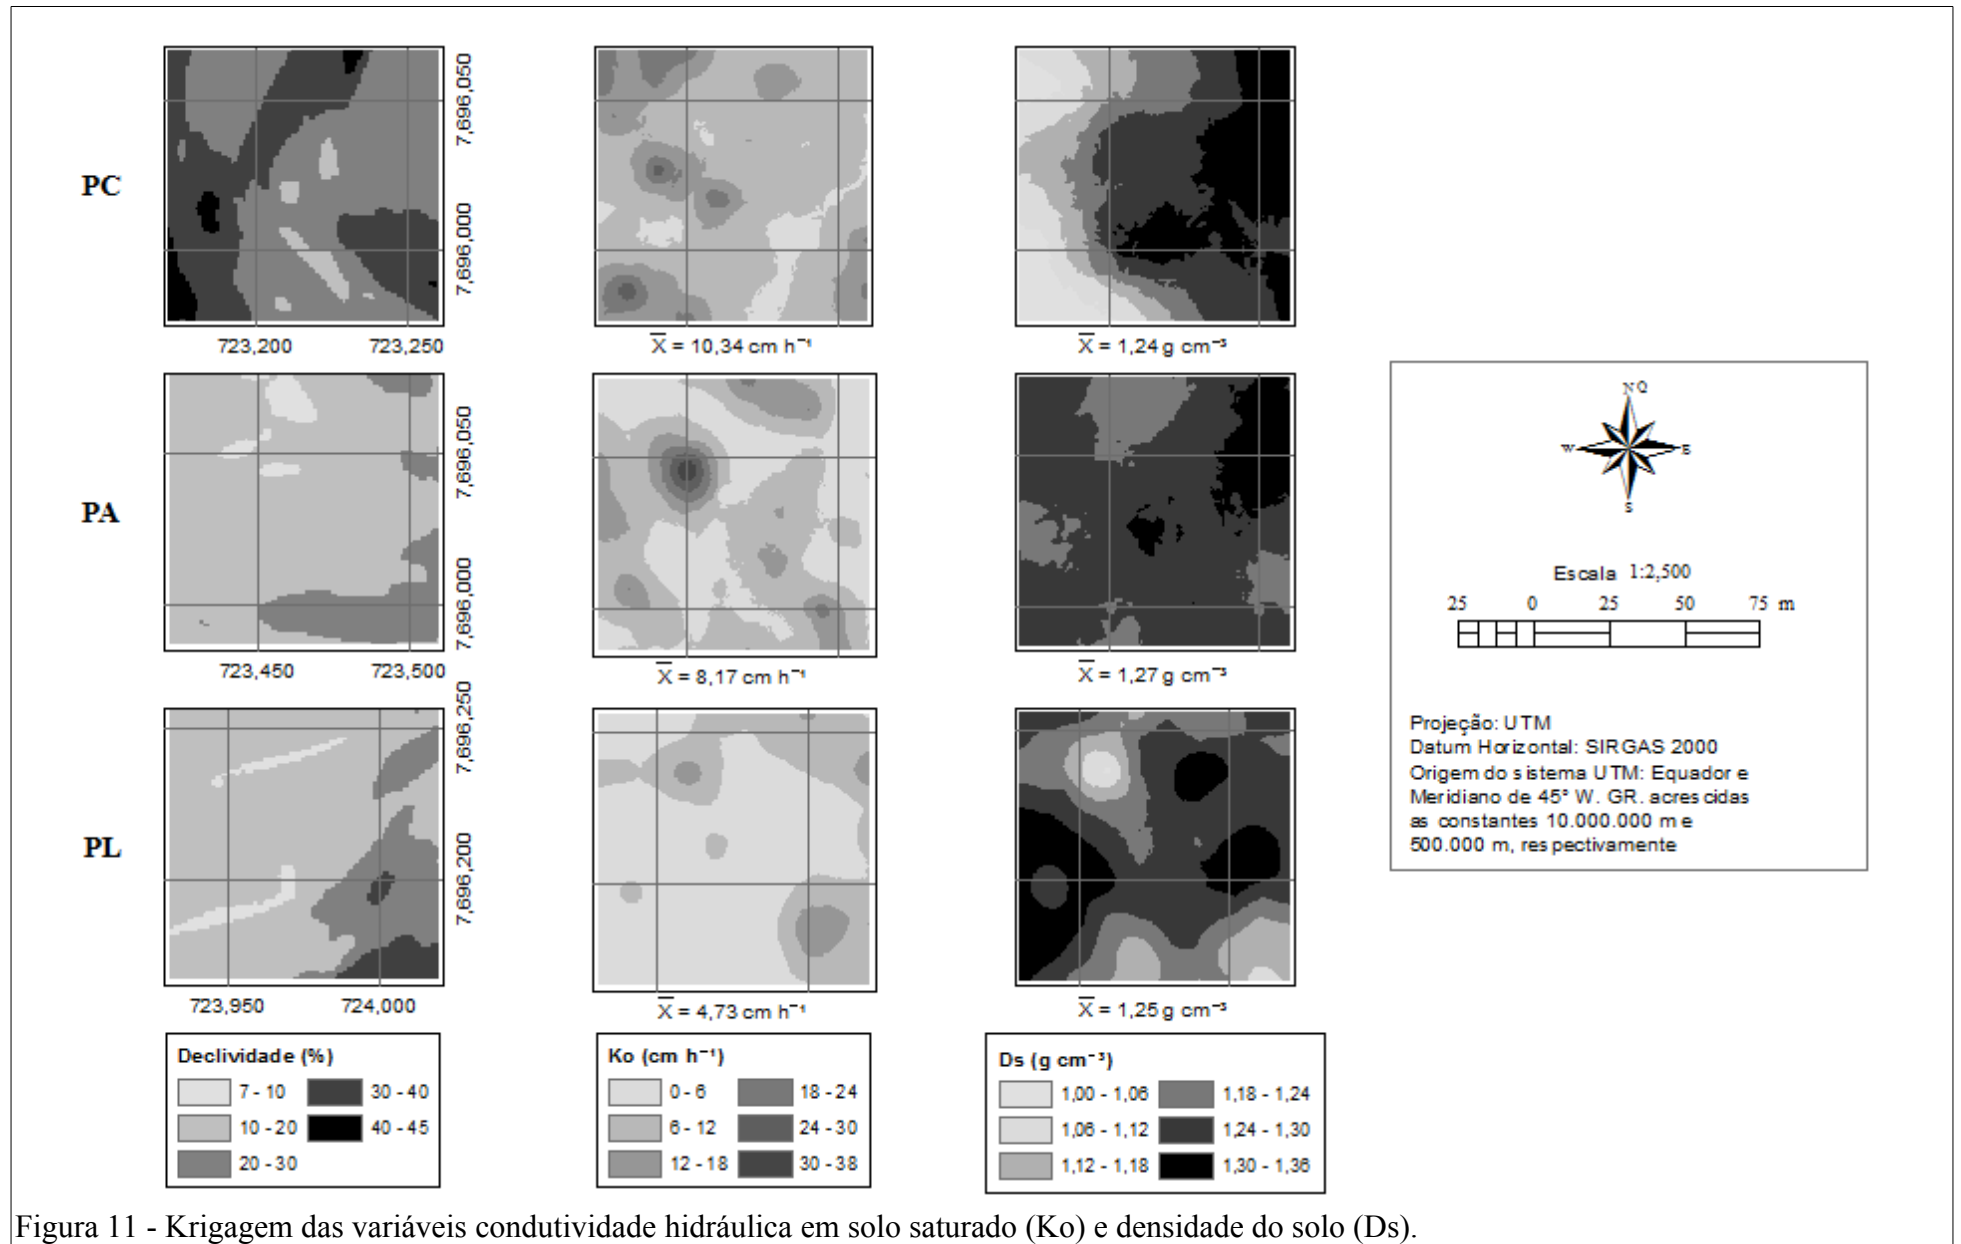 PC
7,696,050
7,696,000
723,200 723,250
X = 10,34 cm h⁻¹
X = 1,24 g cm⁻³
PA
7,696,050
7,696,000
723,450 723,500
X = 8,17 cm h⁻¹
X = 1,27 g cm⁻³
PL
7,696,250
7,696,200
723,950 724,000
X = 4,73 cm h⁻¹
X = 1,25 g cm⁻³
NQ
W
E
S
Escala 1:2,500
25 0 25 50 75 m
Projeção: UTM
Datum Horizontal: SIRGAS 2000
Origem do sistema UTM: Equador e
Meridiano de 45° W. GR. acrescidas
as constantes 10.000.000 m e
500.000 m, respectivamente
Declividade (%)
7 - 10 30 - 40
10 - 20 40 - 45
20 - 30
Ko (cm h⁻¹)
0 - 6 18 - 24
6 - 12 24 - 30
12 - 18 30 - 38
Ds (g cm⁻³)
1,00 - 1,06 1,18 - 1,24
1,06 - 1,12 1,24 - 1,30
1,12 - 1,18 1,30 - 1,36
Figura 11 - Krigagem das variáveis condutividade hidráulica em solo saturado (Ko) e densidade do solo (Ds).